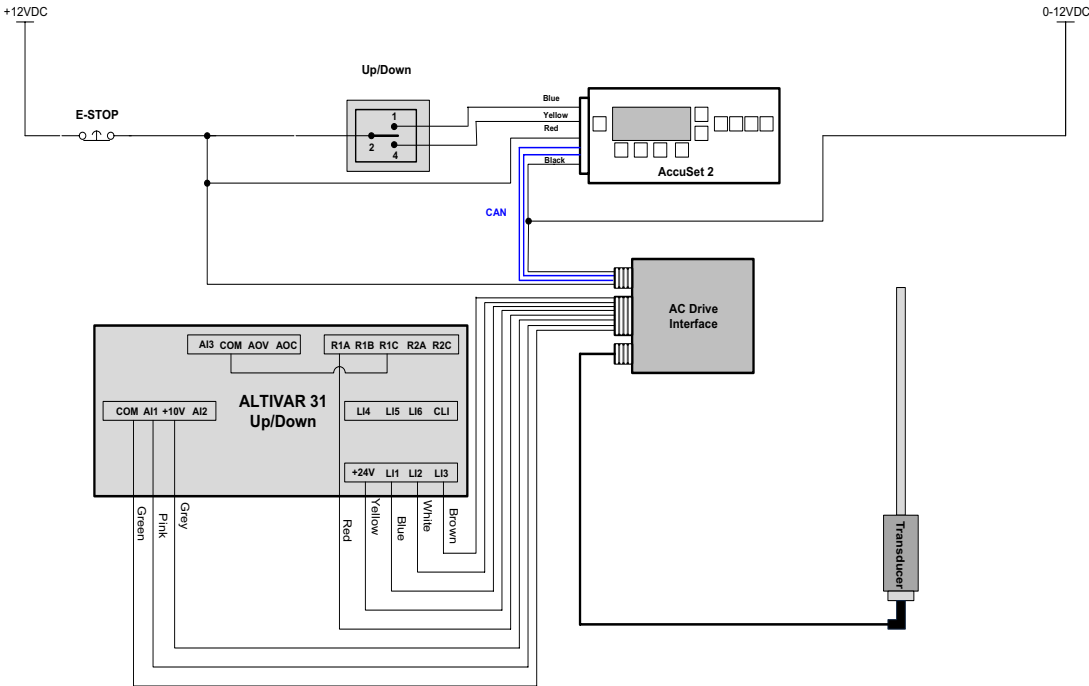 +12VDC
0-12VDC
Up/Down
E-STOP
1
2
4
Blue
Yellow
Red
Black
AccuSet 2
CAN
AC Drive
Interface
AI3 COM AOV AOC
R1A R1B R1C R2A R2C
ALTIVAR 31
Up/Down
COM AI1 +10V AI2
LI4 LI5 LI6 CLI
+24V LI1 LI2 LI3
Green
Pink
Grey
Red
Yellow
Blue
White
Brown
Transducer